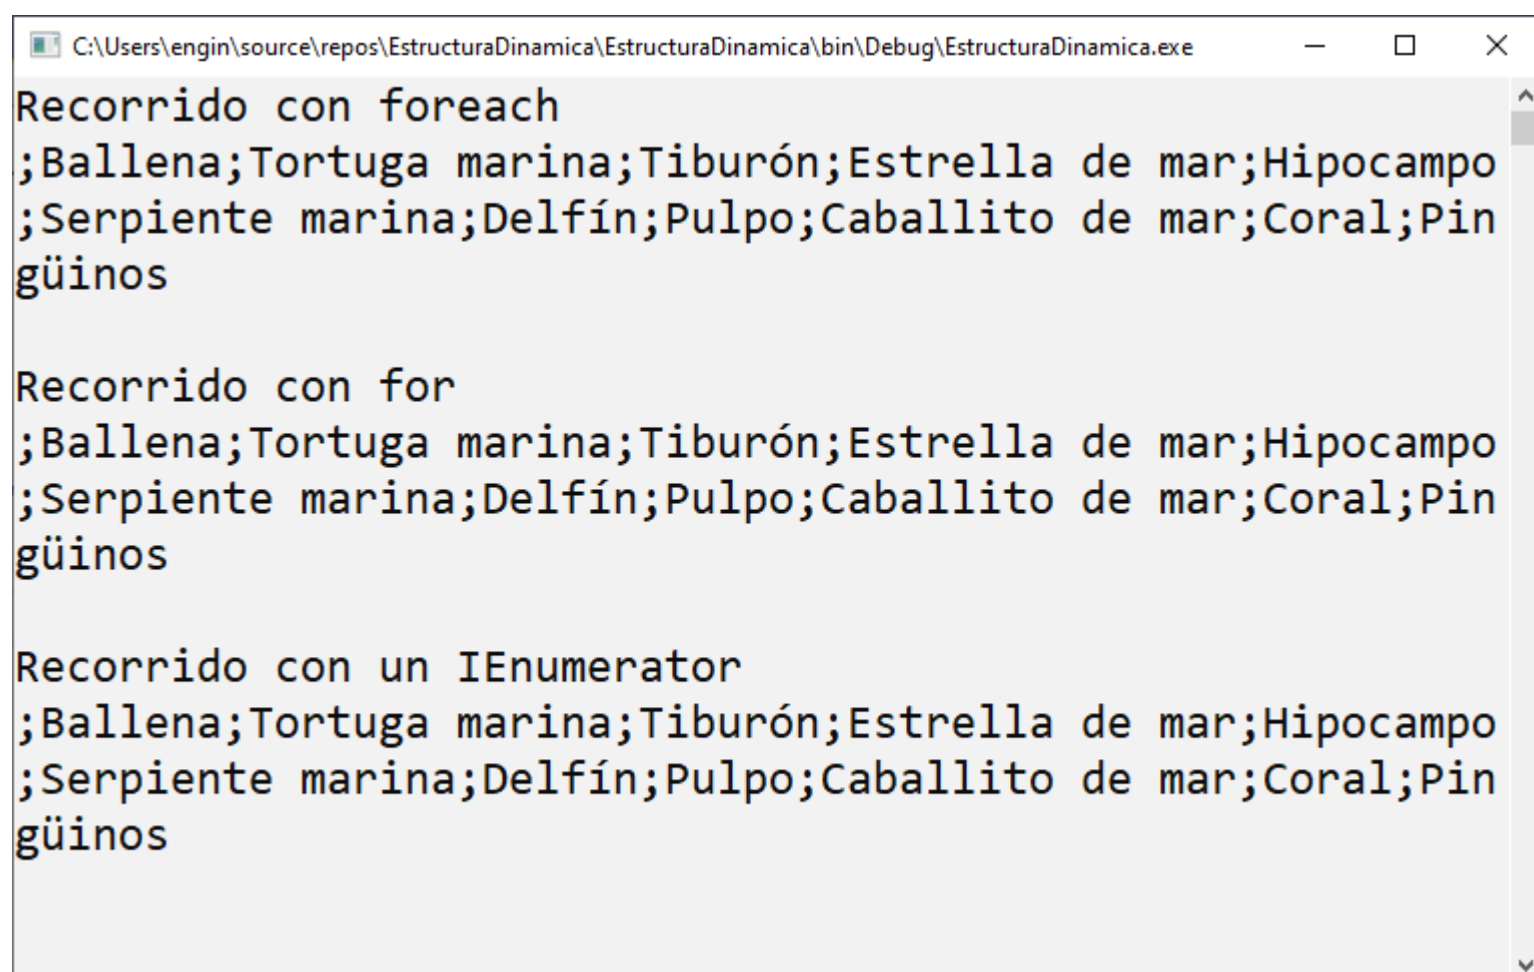 C:\Users\engin\source\repos\EstructuraDinamica\EstructuraDinamica\bin\Debug\EstructuraDinamica.exe
Recorrido con foreach
;Ballena;Tortuga marina;Tiburón;Estrella de mar;Hipocampo
;Serpiente marina;Delfín;Pulpo;Caballito de mar;Coral;Pin
güinos
Recorrido con for
;Ballena;Tortuga marina;Tiburón;Estrella de mar;Hipocampo
;Serpiente marina;Delfín;Pulpo;Caballito de mar;Coral;Pin
güinos
Recorrido con un IEnumerator
;Ballena;Tortuga marina;Tiburón;Estrella de mar;Hipocampo
;Serpiente marina;Delfín;Pulpo;Caballito de mar;Coral;Pin
güinos